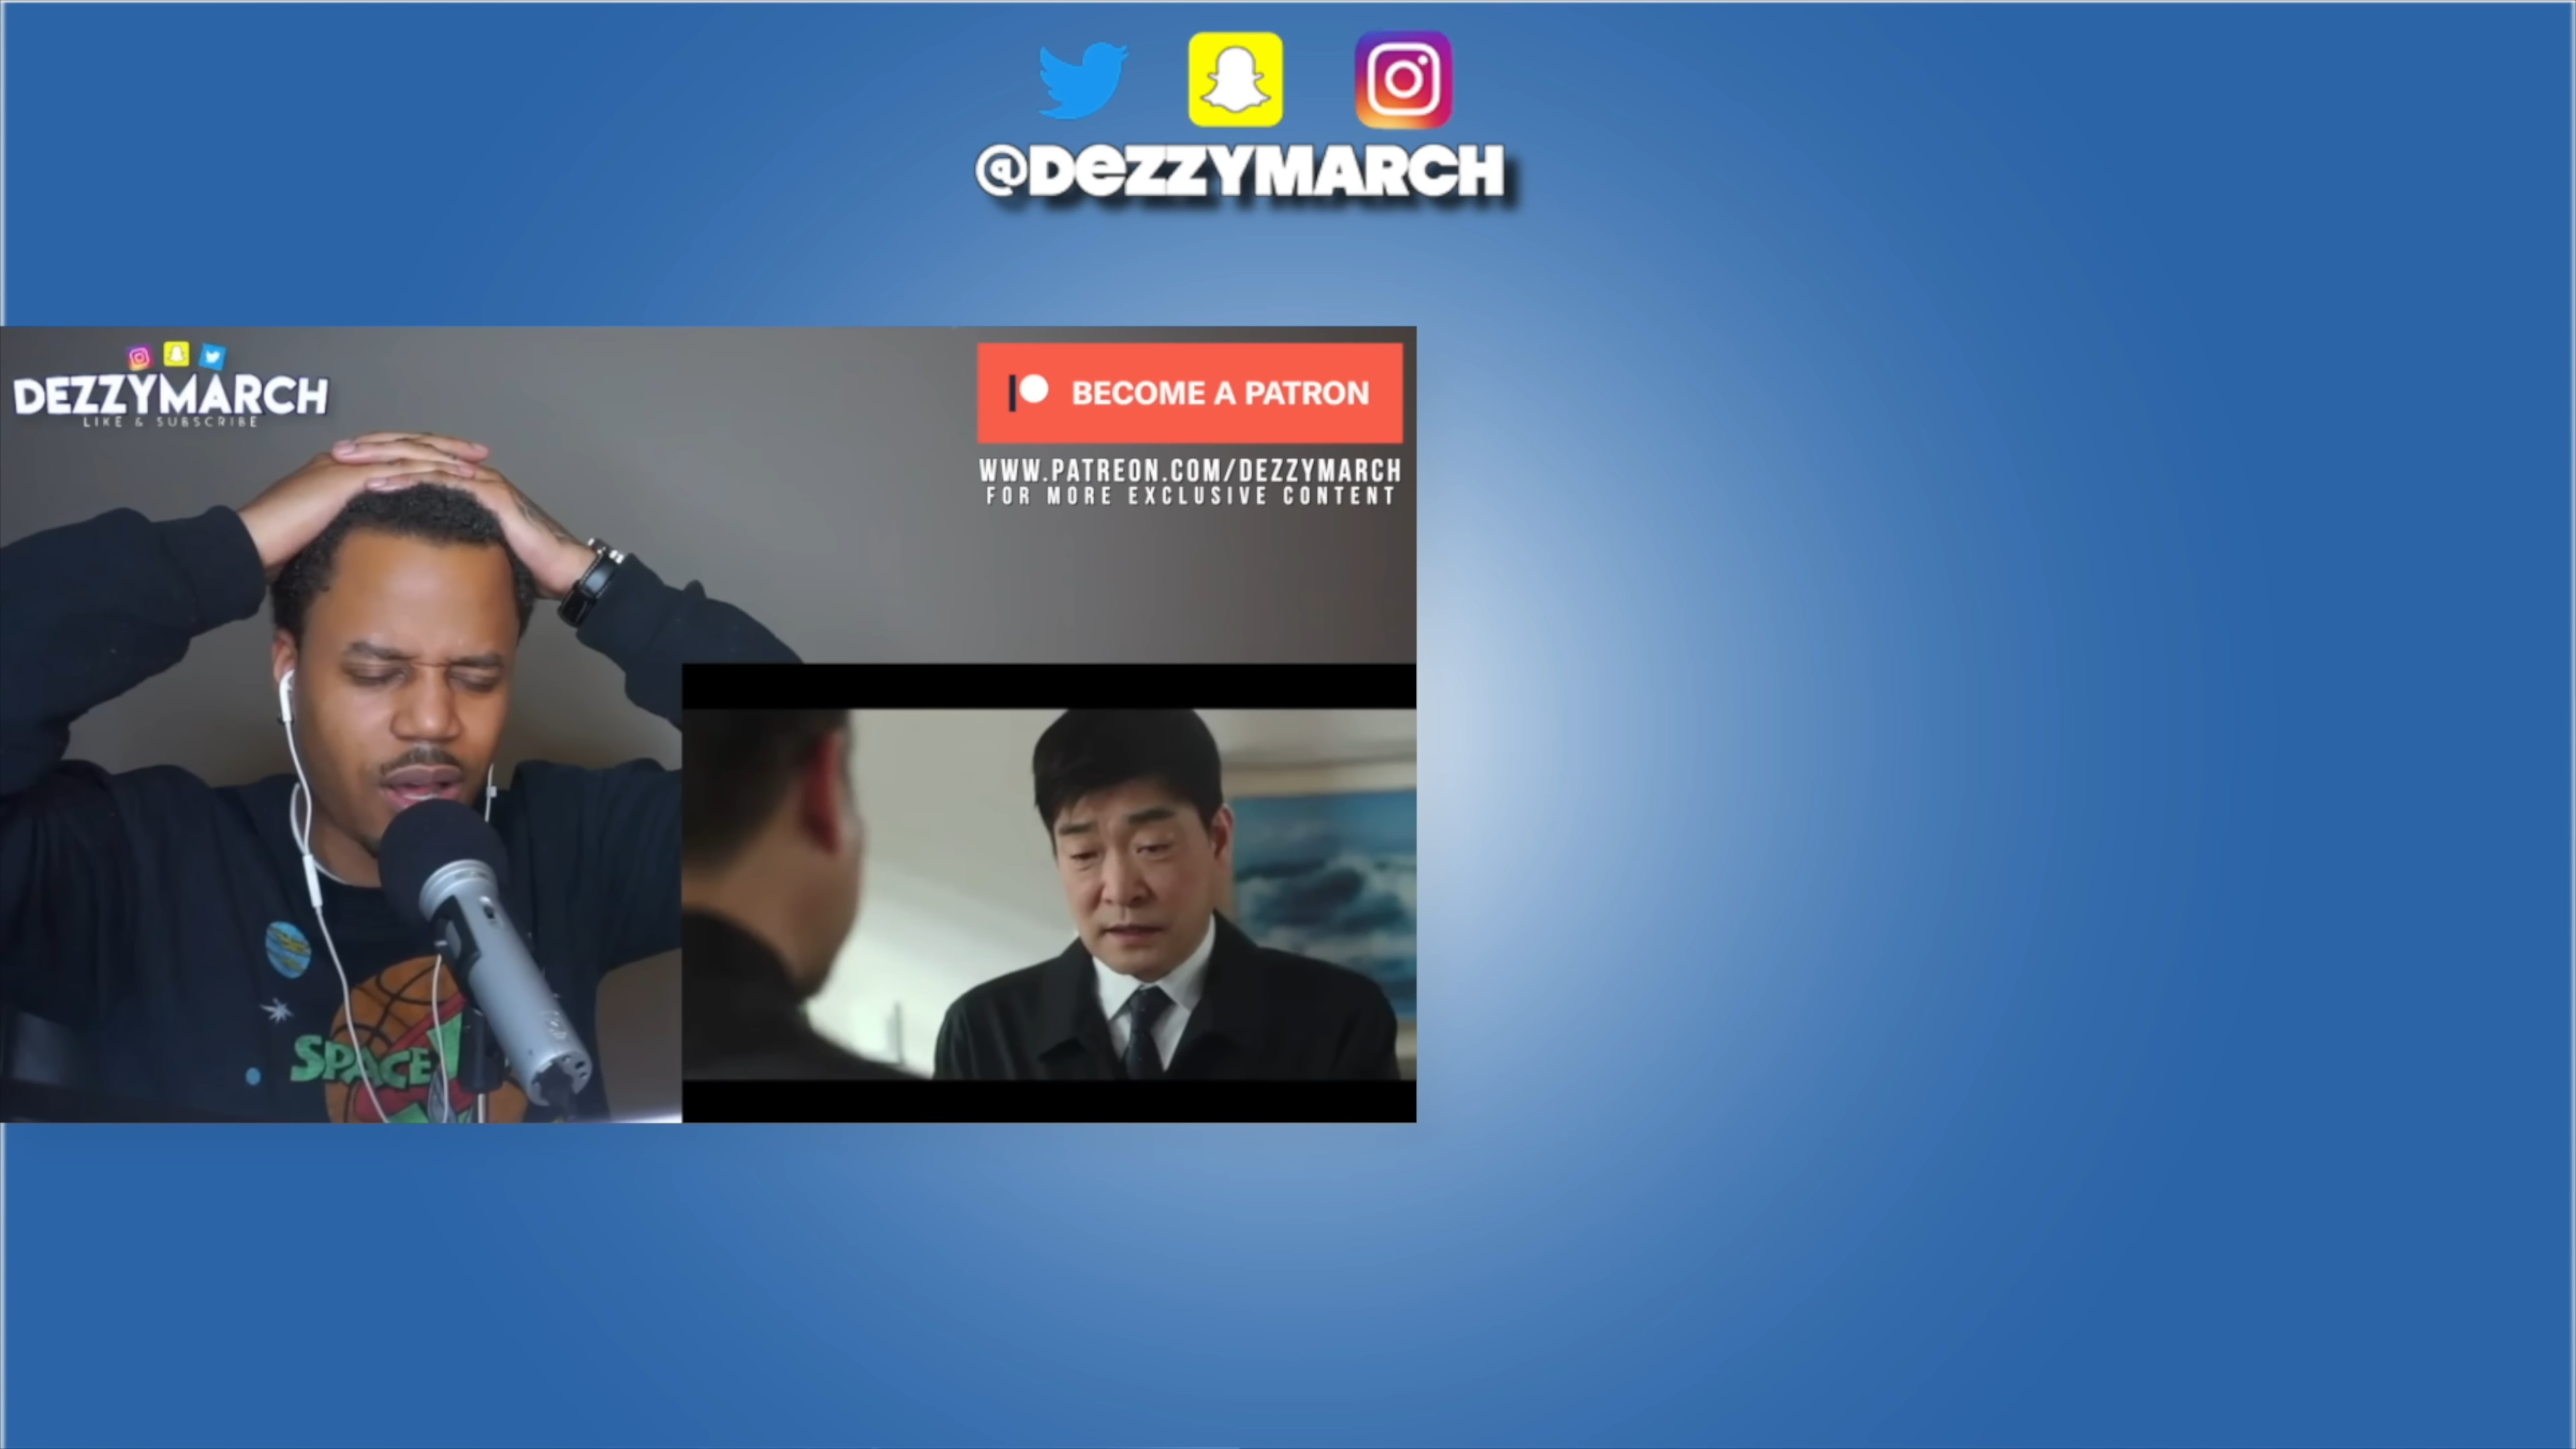 @DEZZYMARCH
DEZZYMARCH
LIKE & SUBSCRIBE
BECOME A PATRON
WWW.PATREON.COM/DEZZYMARCH
FOR MORE EXCLUSIVE CONTENT
SPACE